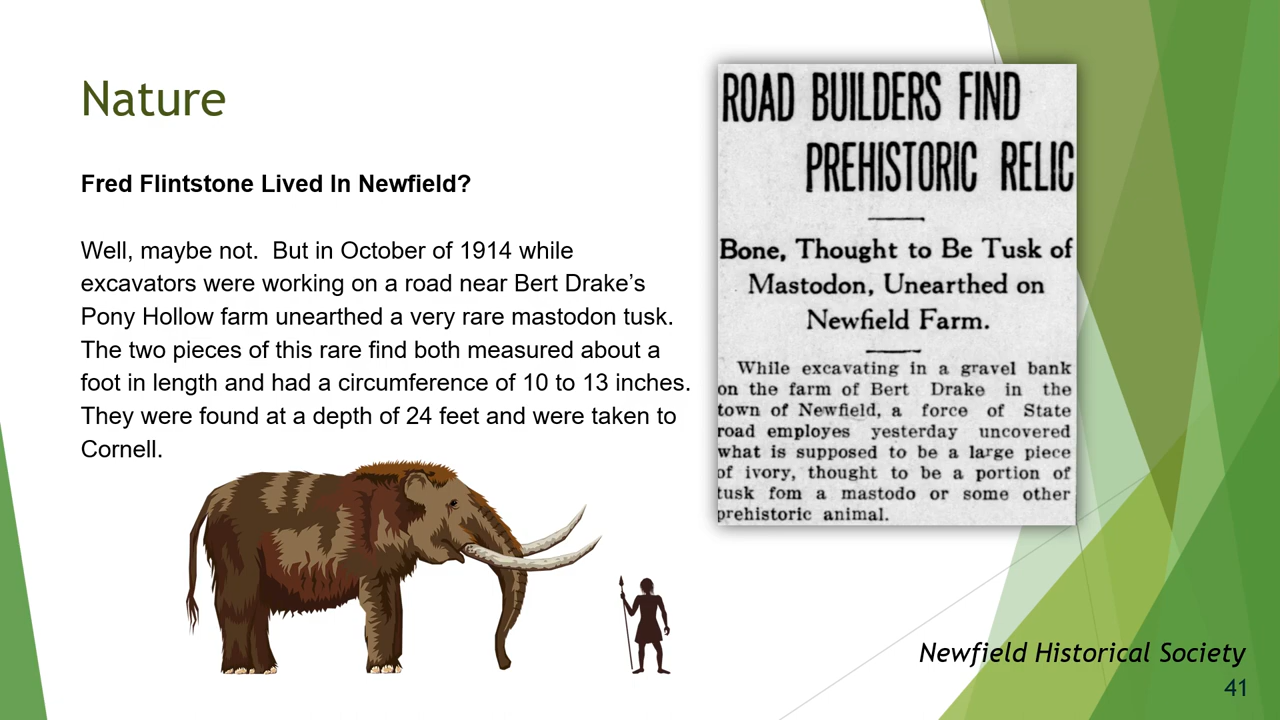 Nature
Fred Flintstone Lived In Newfield?
Well, maybe not.  But in October of 1914 while
excavators were working on a road near Bert Drake’s
Pony Hollow farm unearthed a very rare mastodon tusk.
The two pieces of this rare find both measured about a
foot in length and had a circumference of 10 to 13 inches.
They were found at a depth of 24 feet and were taken to
Cornell.
ROAD BUILDERS FIND
PREHISTORIC RELIC
Bone, Thought to Be Tusk of
Mastodon, Unearthed on
Newfield Farm.
While excavating in a gravel bank
on the farm of Bert Drake in the
town of Newfield, a force of State
road employes yesterday uncovered
what is supposed to be a large piece
of ivory, thought to be a portion of
tusk fom a mastodo or some other
prehistoric animal.
Newfield Historical Society
41